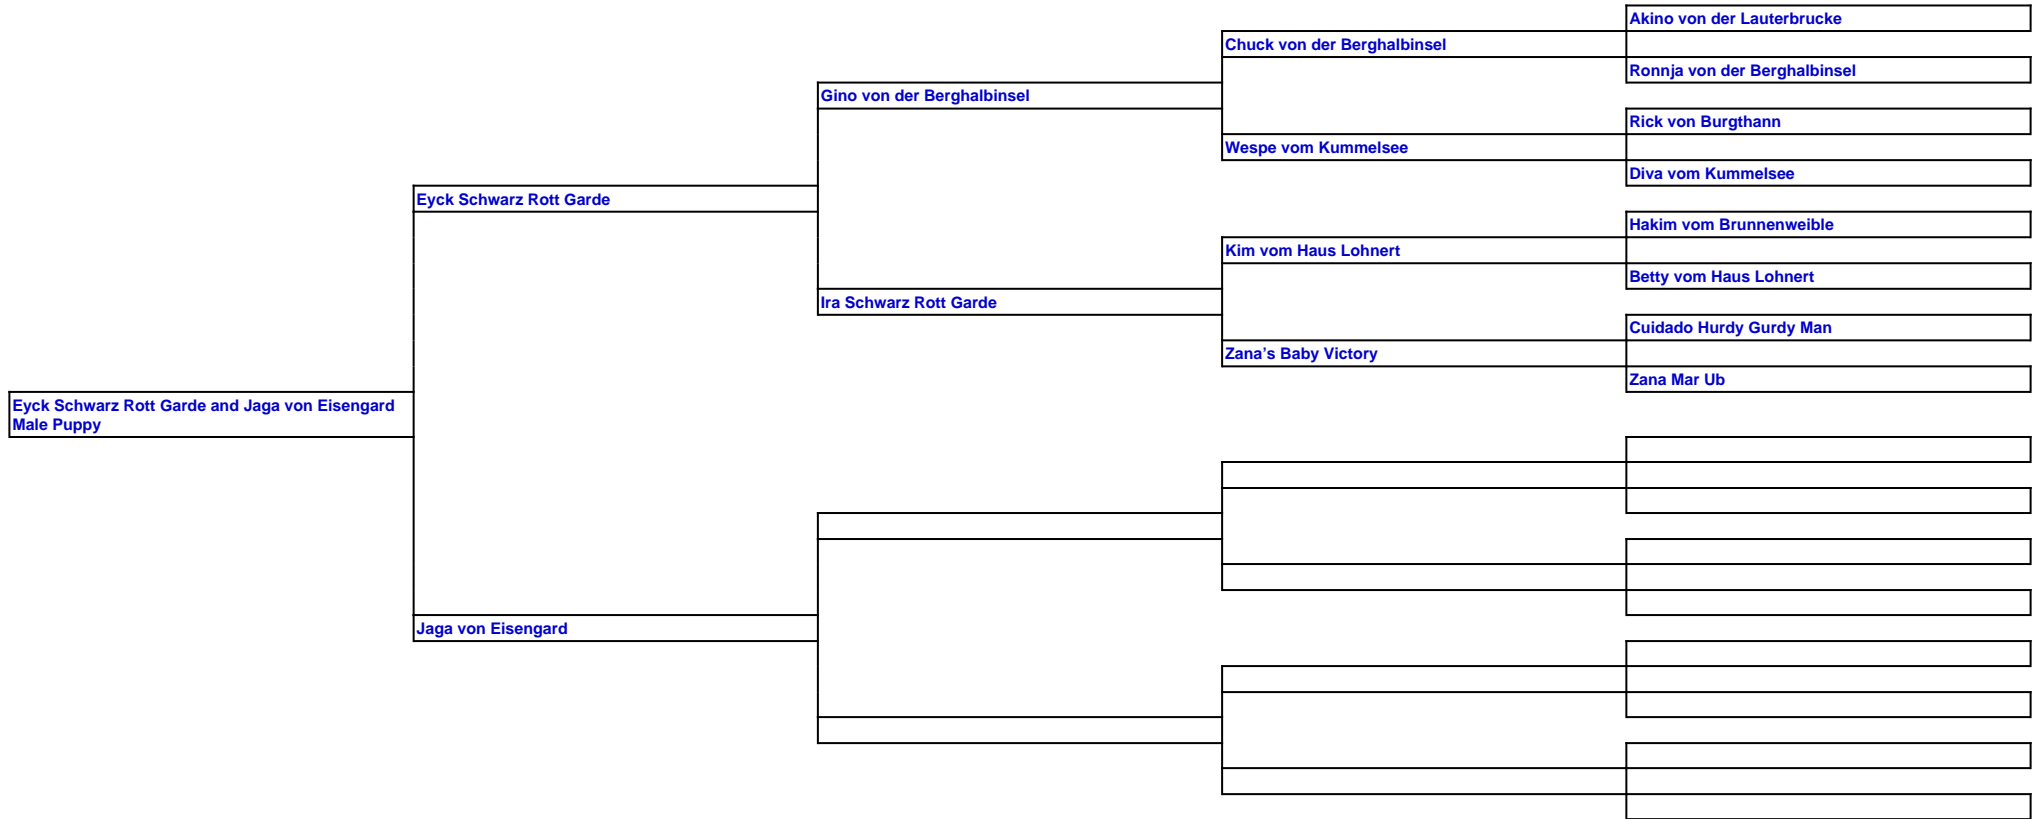 Akino von der Lauterbrucke
Chuck von der Berghalbinsel
Ronnja von der Berghalbinsel
Gino von der Berghalbinsel
Rick von Burgthann
Wespe vom Kummelsee
Diva vom Kummelsee
Eyck Schwarz Rott Garde
Hakim vom Brunnenweible
Kim vom Haus Lohnert
Betty vom Haus Lohnert
Ira Schwarz Rott Garde
Cuidado Hurdy Gurdy Man
Zana’s Baby Victory
Zana Mar Ub
Eyck Schwarz Rott Garde and Jaga von Eisengard
Male Puppy
Jaga von Eisengard